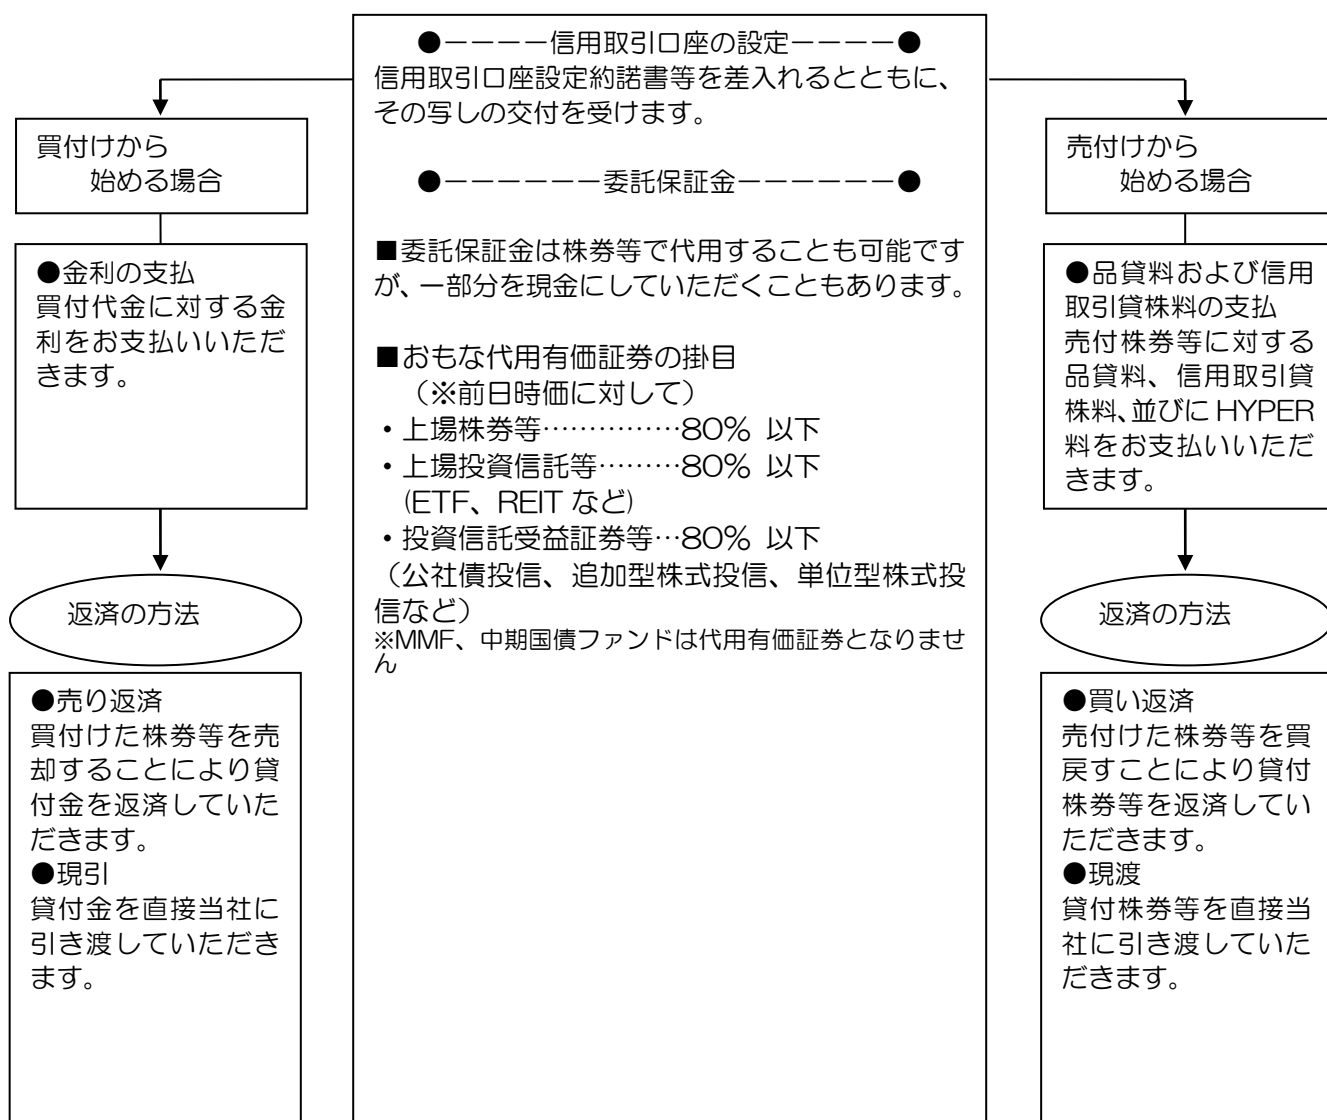 ●ーーーー信用取引口座の設定ーーーー●
信用取引口座設定約諾書等を差入れるとともに、
その写しの交付を受けます。
●ーーーーーー委託保証金ーーーーーー●
■委託保証金は株券等で代用することも可能です
が、一部分を現金にしていただくこともあります。
■おもな代用有価証券の掛目
（※前日時価に対して）
・上場株券等……………80% 以下
・上場投資信託等………80% 以下
(ETF、REIT など)
・投資信託受益証券等…80% 以下
（公社債投信、追加型株式投信、単位型株式投
信など）
※MMF、中期国債ファンドは代用有価証券となりませ
ん
買付けから
始める場合
●金利の支払
買付代金に対する金
利をお支払いいただ
きます。
返済の方法
●売り返済
買付けた株券等を売
却することにより貸
付金を返済していた
だきます。
●現引
貸付金を直接当社に
引き渡していただき
ます。
売付けから
始める場合
●品貸料および信用
取引貸株料の支払
売付株券等に対する
品貸料、信用取引貸
株料、並びに HYPER
料をお支払いいただ
きます。
返済の方法
●買い返済
売付けた株券等を買
戻すことにより貸付
株券等を返済してい
ただきます。
●現渡
貸付株券等を直接当
社に引き渡していた
だきます。